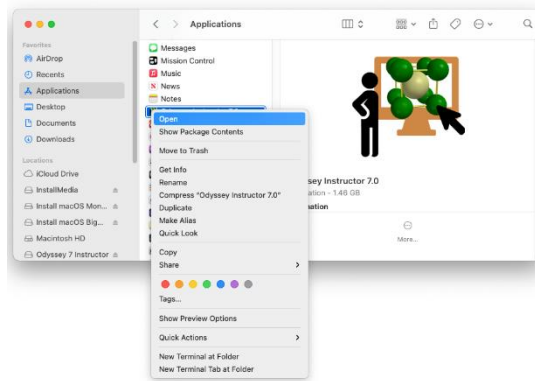 Applications
Favorites
AirDrop
Recents
Applications
Desktop
Documents
Downloads
Locations
iCloud Drive
InstallMedia
Install macOS Mon...
Install macOS Big...
Macintosh HD
Odyssey 7 Instructor
Messages
Mission Control
Music
News
Notes
Open
Show Package Contents
Move to Trash
Get Info
Rename
Compress "Odyssey Instructor 7.0"
Duplicate
Make Alias
Quick Look
Copy
Share
Tags...
Show Preview Options
Quick Actions
New Terminal at Folder
New Terminal Tab at Folder
ssey Instructor 7.0
ation - 1.46 GB
mation
More...